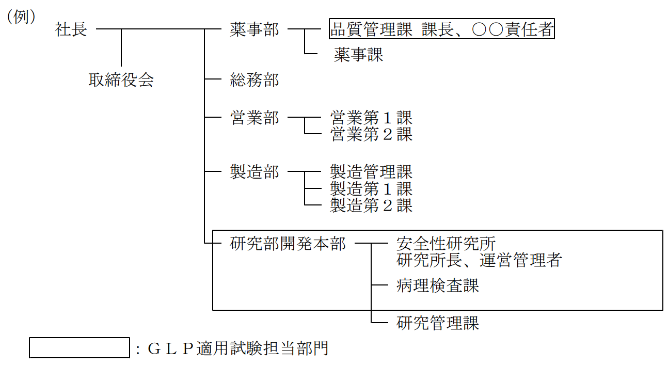 （例）
社長
薬事部
品質管理課 課長、〇〇責任者
薬事課
取締役会
総務部
営業部
営業第１課
営業第２課
製造部
製造管理課
製造第１課
製造第２課
研究部開発本部
安全性研究所
研究所長、運営管理者
病理検査課
研究管理課
：ＧＬＰ適用試験担当部門